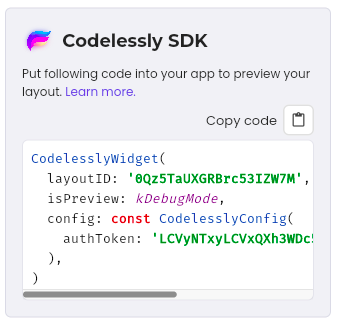 Codelessly SDK
Put following code into your app to preview your
layout. Learn more.
Copy code
CodelesslyWidget(
layoutID: '0Qz5TaUXGRBrc53IZW7M',
isPreview: kDebugMode,
config: const CodelesslyConfig(
authToken: 'LCVyNTxyLCVxQXh3WDc
),
)